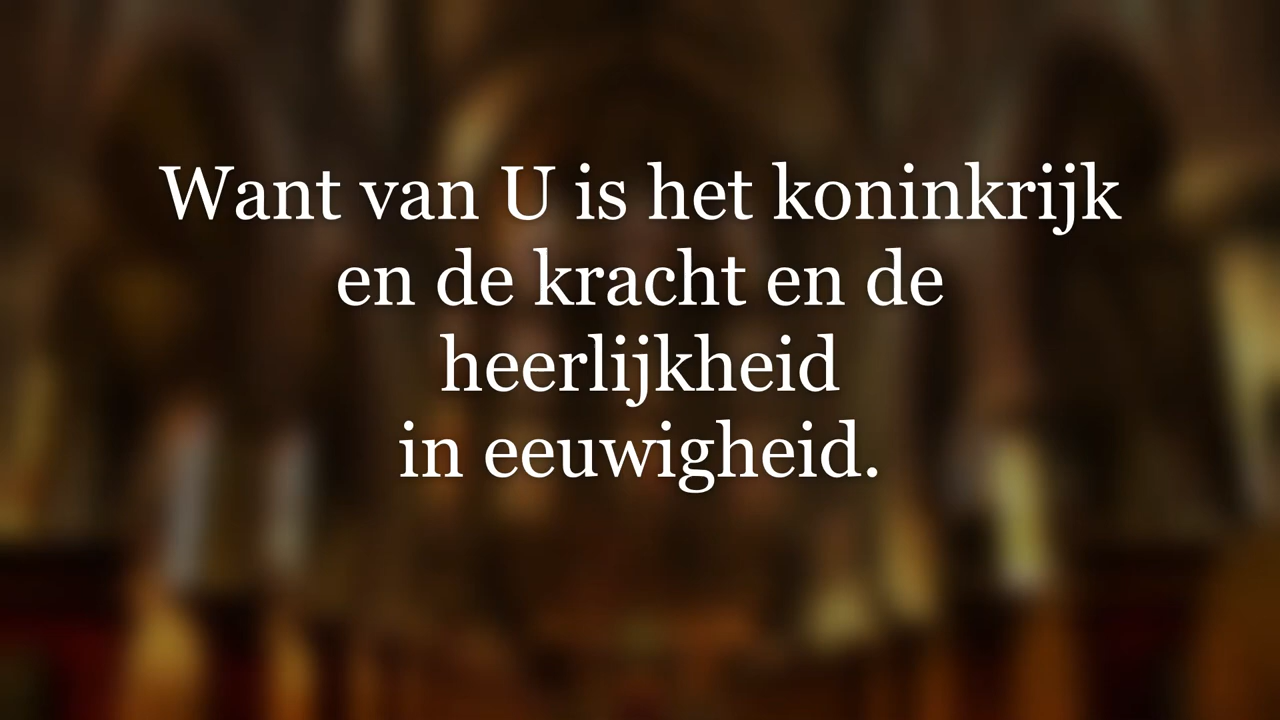 Want van U is het koninkrijk
en de kracht en de
heerlijkheid
in eeuwigheid.